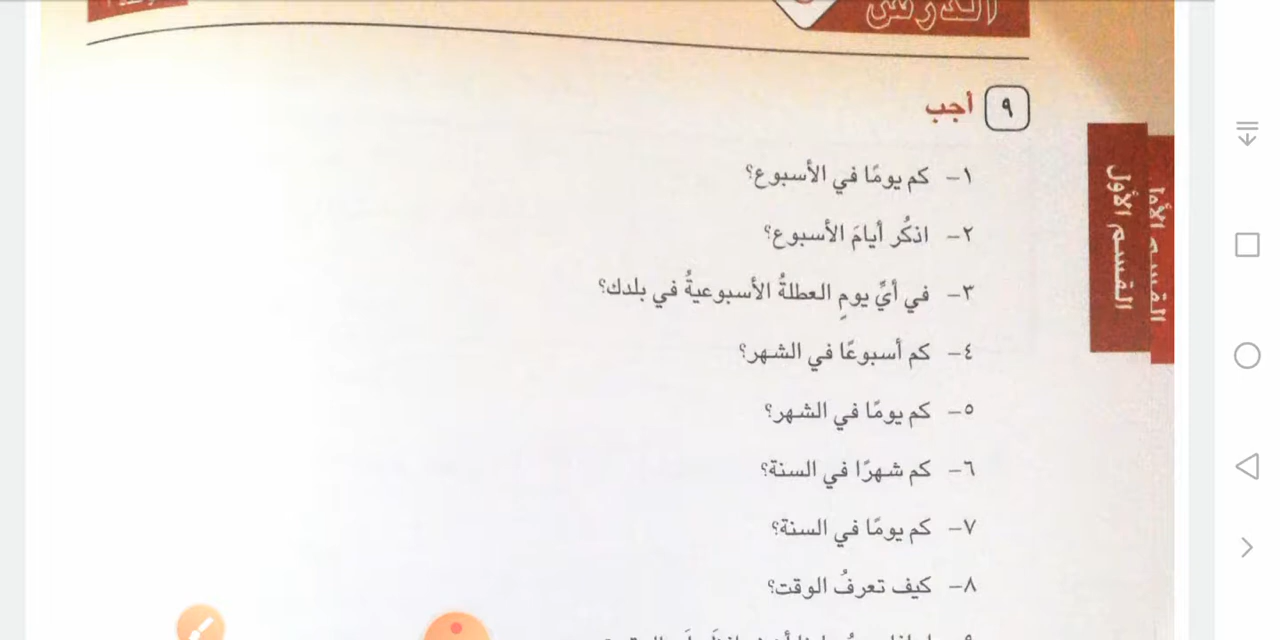 الدرس
٩ أجب
١- كم يومًا في الأسبوع؟
٢- اذكُر أيامَ الأسبوع؟
٣- في أيِّ يومٍ العطلةُ الأسبوعيةُ في بلدك؟
٤- كم أسبوعًا في الشهر؟
٥- كم يومًا في الشهر؟
٦- كم شهرًا في السنة؟
٧- كم يومًا في السنة؟
٨- كيف تعرفُ الوقت؟
القسم الأول